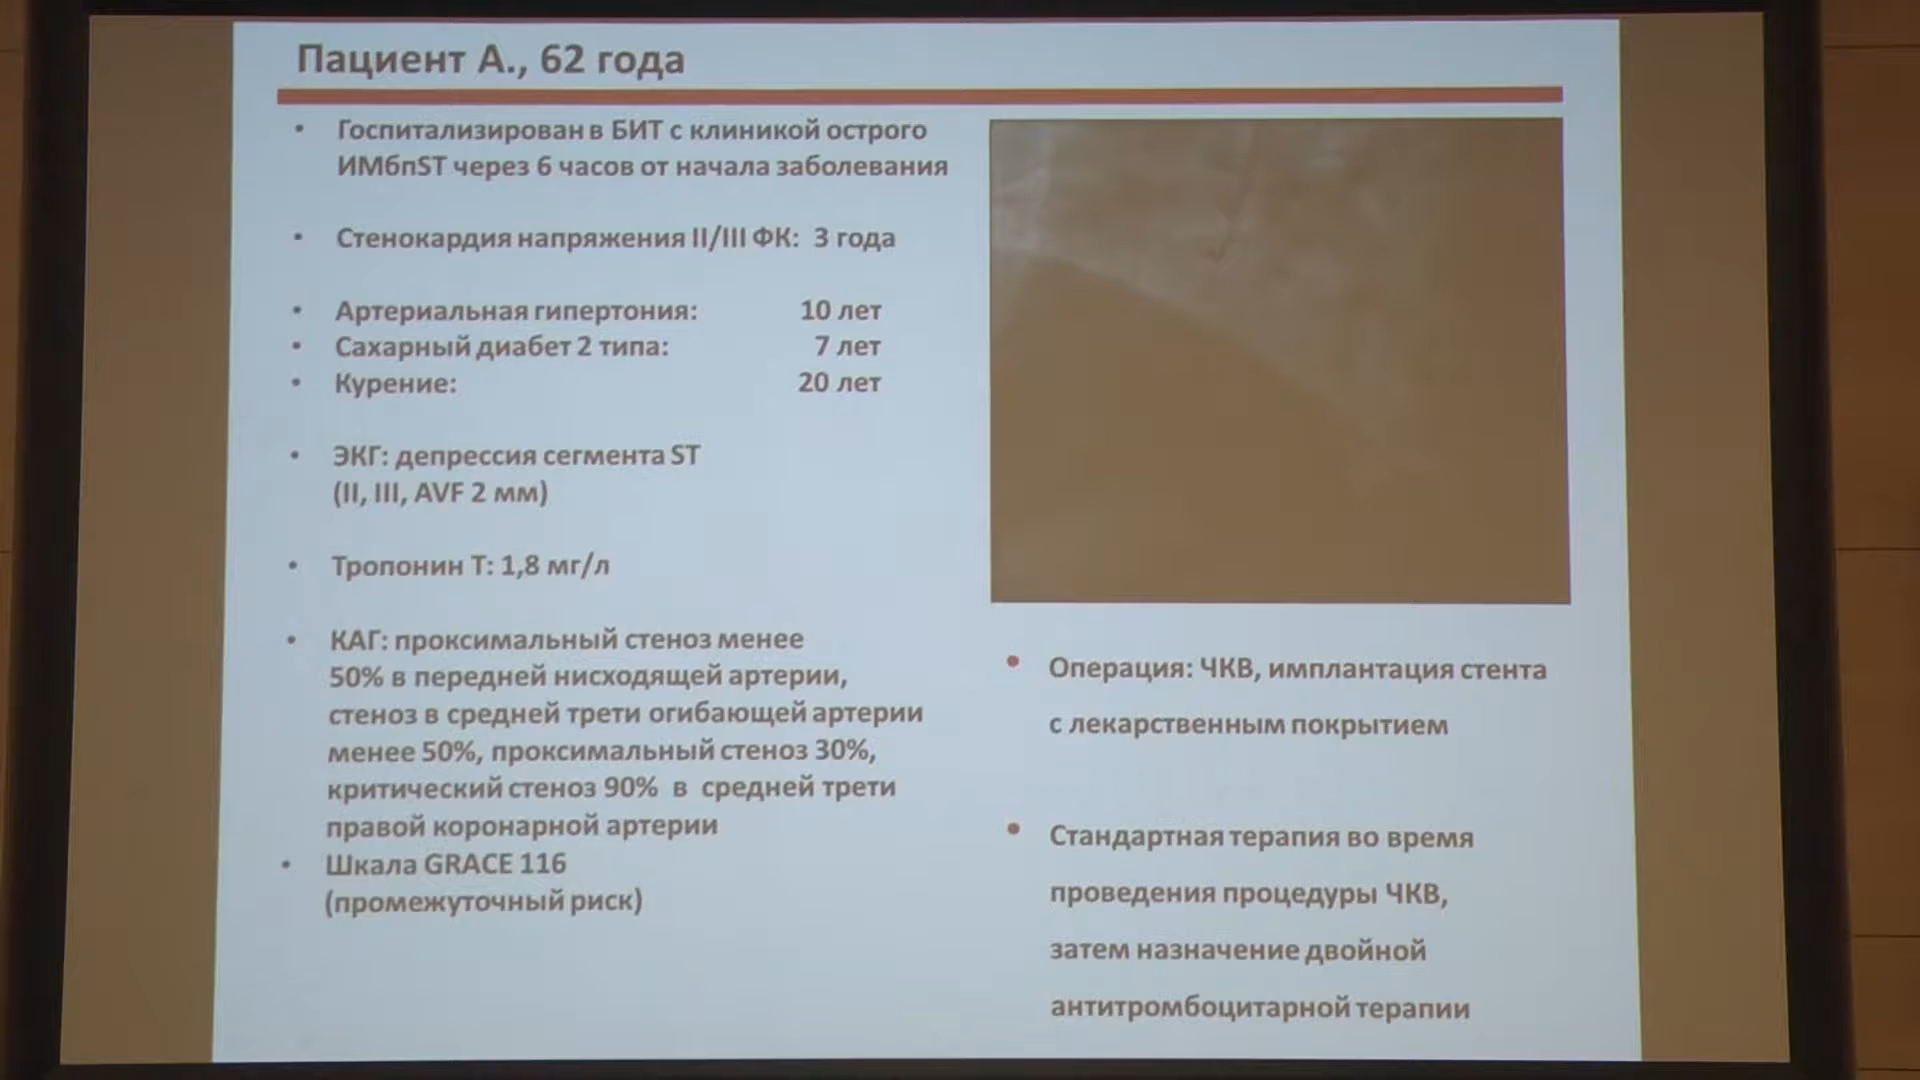 Пациент А., 62 года
• Госпитализирован в БИТ с клиникой острого
ИМбпST через 6 часов от начала заболевания
• Стенокардия напряжения II/III ФК: 3 года
• Артериальная гипертония: 10 лет
• Сахарный диабет 2 типа: 7 лет
• Курение: 20 лет
• ЭКГ: депрессия сегмента ST
(II, III, AVF 2 мм)
• Тропонин Т: 1,8 мг/л
• КАГ: проксимальный стеноз менее
50% в передней нисходящей артерии,
стеноз в средней трети огибающей артерии
менее 50%, проксимальный стеноз 30%,
критический стеноз 90% в средней трети
правой коронарной артерии
• Шкала GRACE 116
(промежуточный риск)
• Операция: ЧКВ, имплантация стента
с лекарственным покрытием
• Стандартная терапия во время
проведения процедуры ЧКВ,
затем назначение двойной
антитромбоцитарной терапии